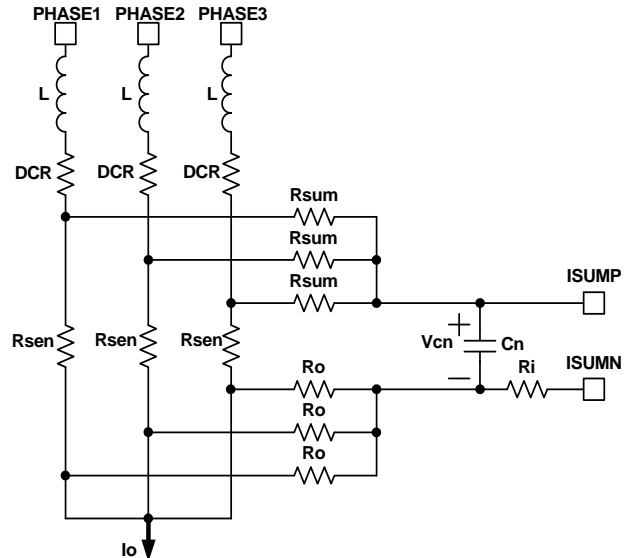 PHASE1 PHASE2 PHASE3
L L L
DCR DCR DCR
Rsum
Rsum
Rsum
ISUMP
Rsen Rsen Rsen
+
Vcn Cn
−
Ro
Ri
ISUMN
Ro
Ro
Io